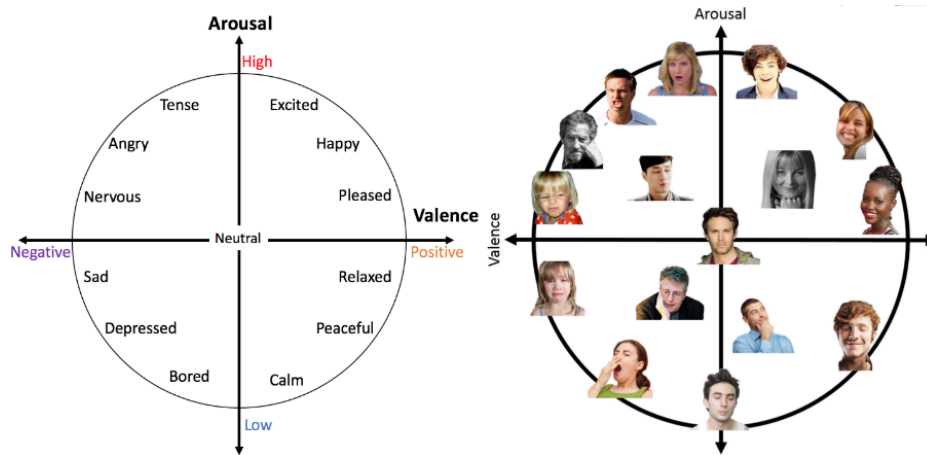 Arousal
High
Tense
Excited
Angry
Happy
Nervous
Pleased
Valence
Neutral
Negative
Positive
Sad
Relaxed
Depressed
Peaceful
Bored
Calm
Low
Arousal
Valence